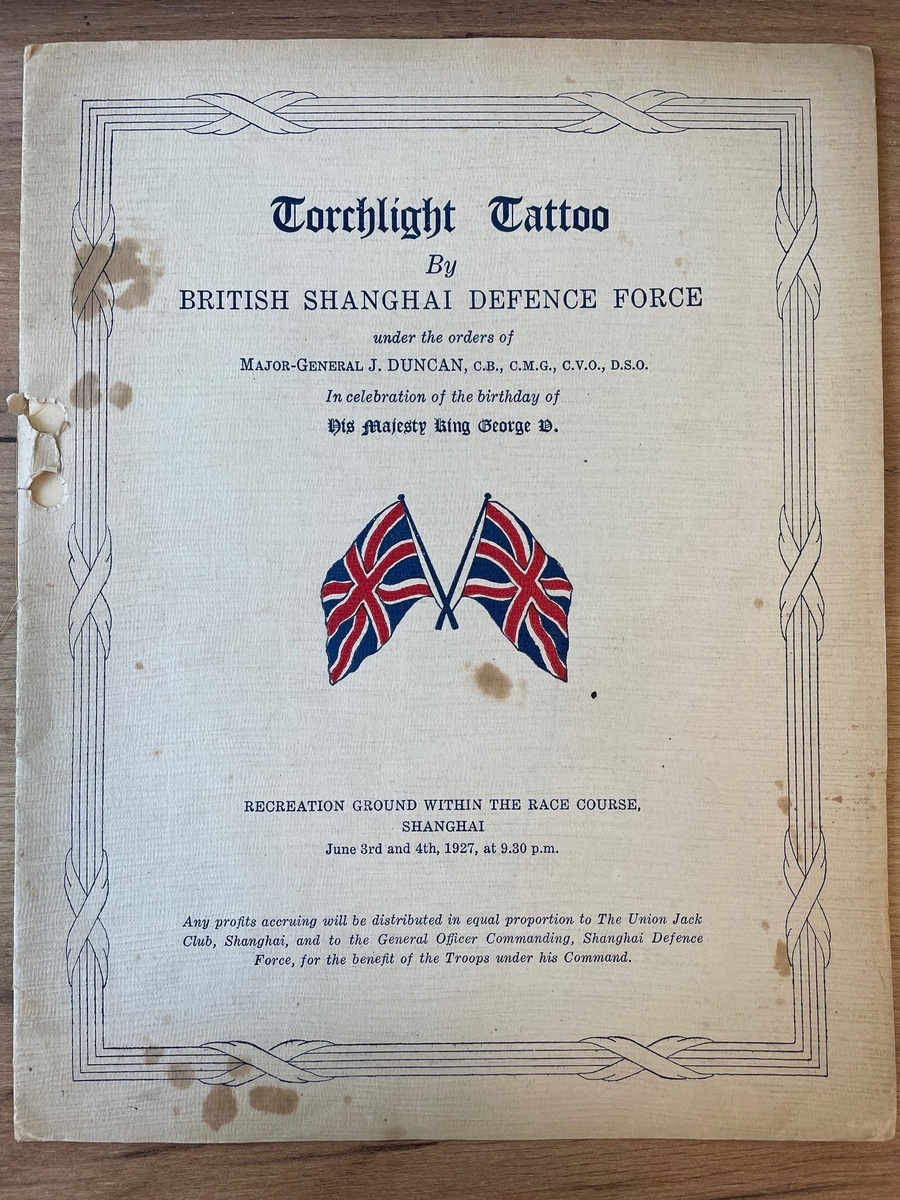 Torchlight Tattoo
By
BRITISH SHANGHAI DEFENCE FORCE
under the orders of
MAJOR-GENERAL J. DUNCAN, C.B., C.M.G., C.V.O., D.S.O.
In celebration of the birthday of
His Majesty King George V.
RECREATION GROUND WITHIN THE RACE COURSE,
SHANGHAI
June 3rd and 4th, 1927, at 9.30 p.m.
Any profits accruing will be distributed in equal proportion to The Union Jack
Club, Shanghai, and to the General Officer Commanding, Shanghai Defence
Force, for the benefit of the Troops under his Command.